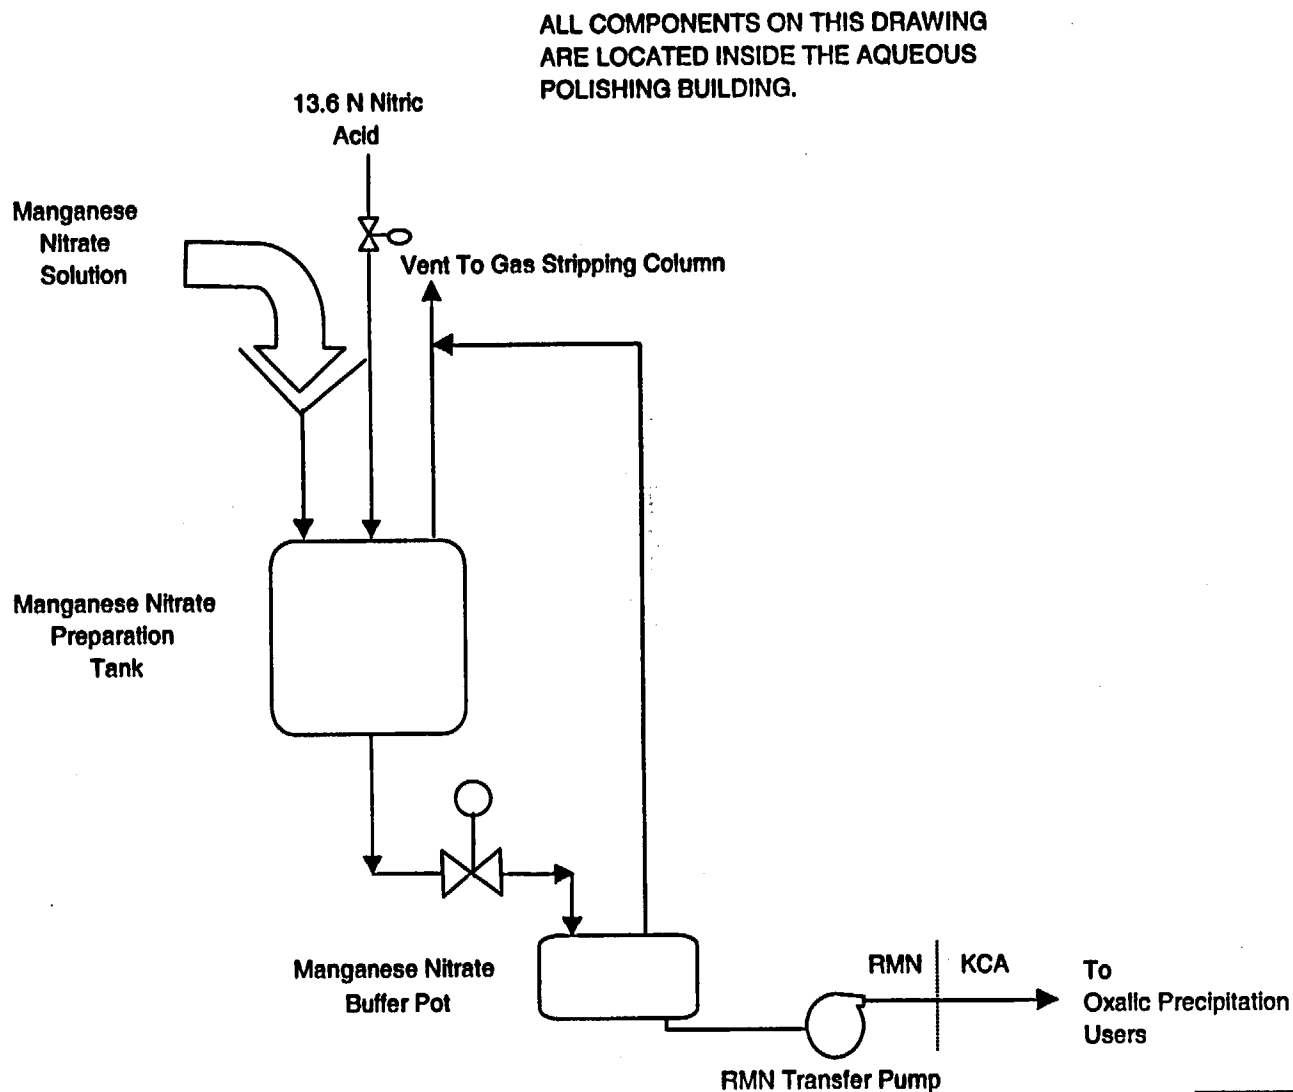 ALL COMPONENTS ON THIS DRAWING
ARE LOCATED INSIDE THE AQUEOUS
POLISHING BUILDING.
13.6 N Nitric
Acid
Manganese
Nitrate
Solution
Vent To Gas Stripping Column
Manganese Nitrate
Preparation
Tank
Manganese Nitrate
Buffer Pot
RMN
KCA
To
Oxalic Precipitation
Users
RMN Transfer Pump